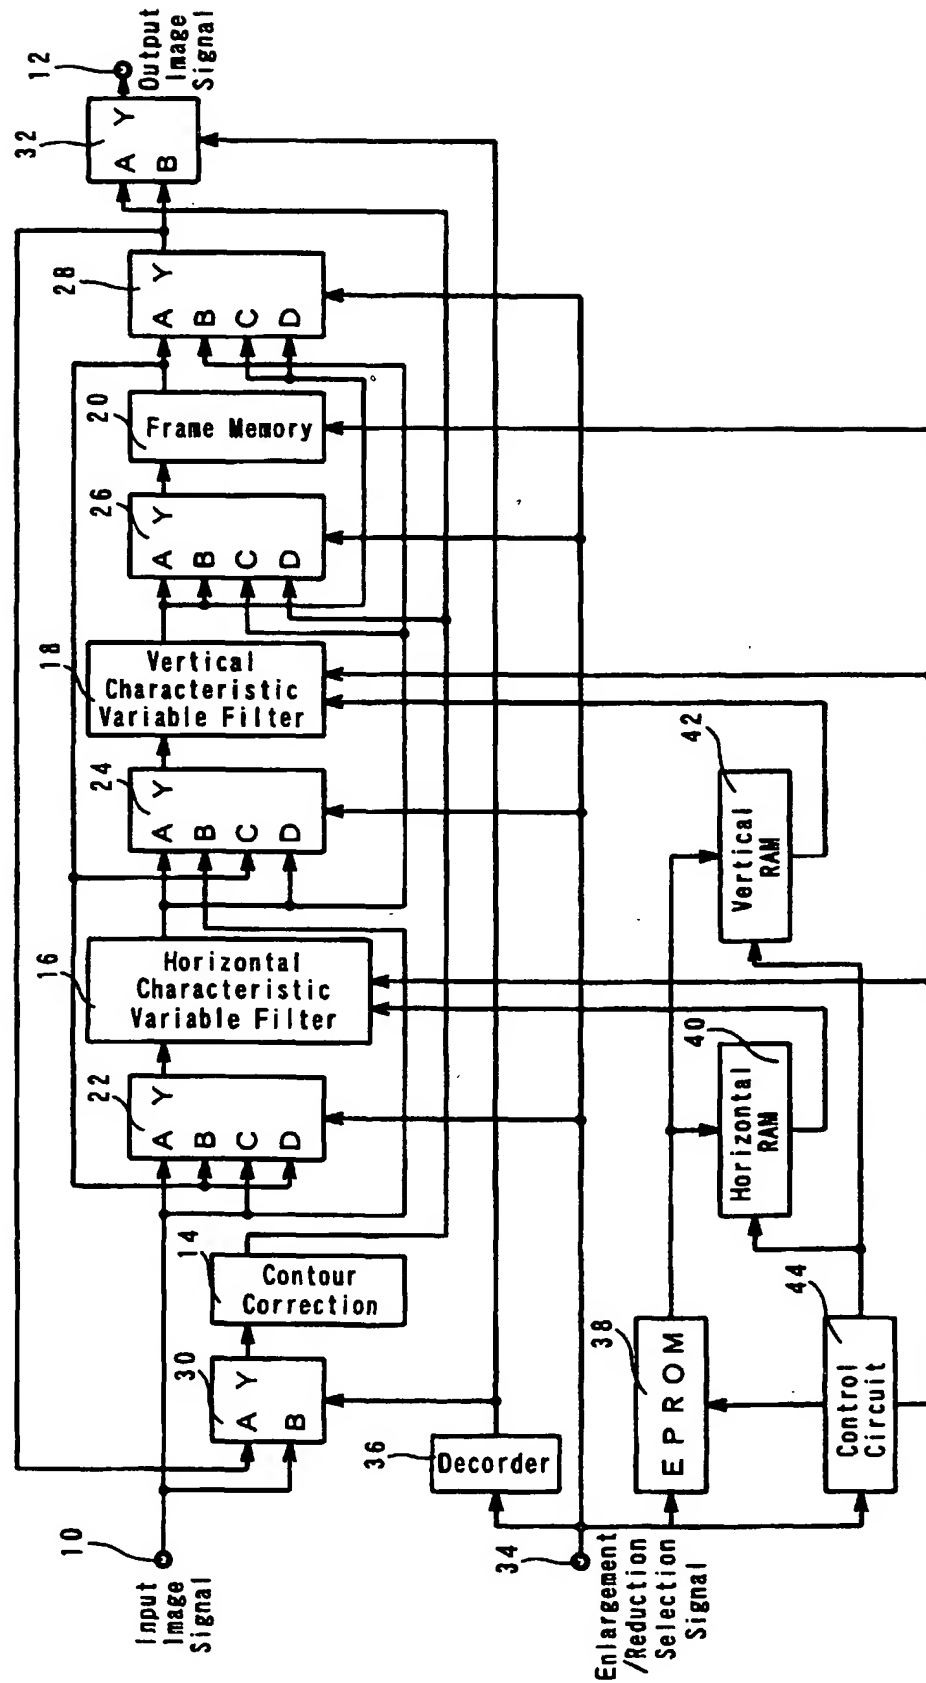 10
Input
Image
Signal
30
A Y
B
14
Contour
Correction
22
A Y
B
C
D
16
Horizontal
Characteristic
Variable Filter
24
A Y
B
C
D
18
Vertical
Characteristic
Variable Filter
26
A Y
B
C
D
20
Frame Memory
28
A Y
B
C
D
32
A Y
B
12
Output
Image
Signal
34
Enlargement
/Reduction
Selection
Signal
36
Decorder
38
EPROM
44
Control
Circuit
40
Horizontal
RAM
42
Vertical
RAM